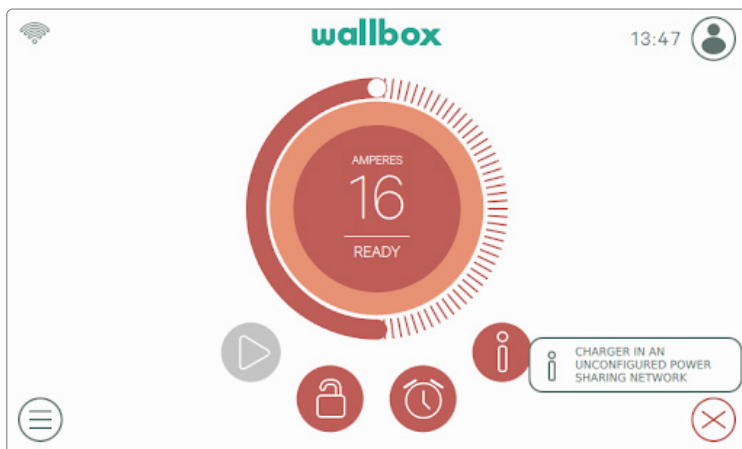 wallbox
13:47
AMPERES
16
READY
CHARGER IN AN
UNCONFIGURED POWER
SHARING NETWORK